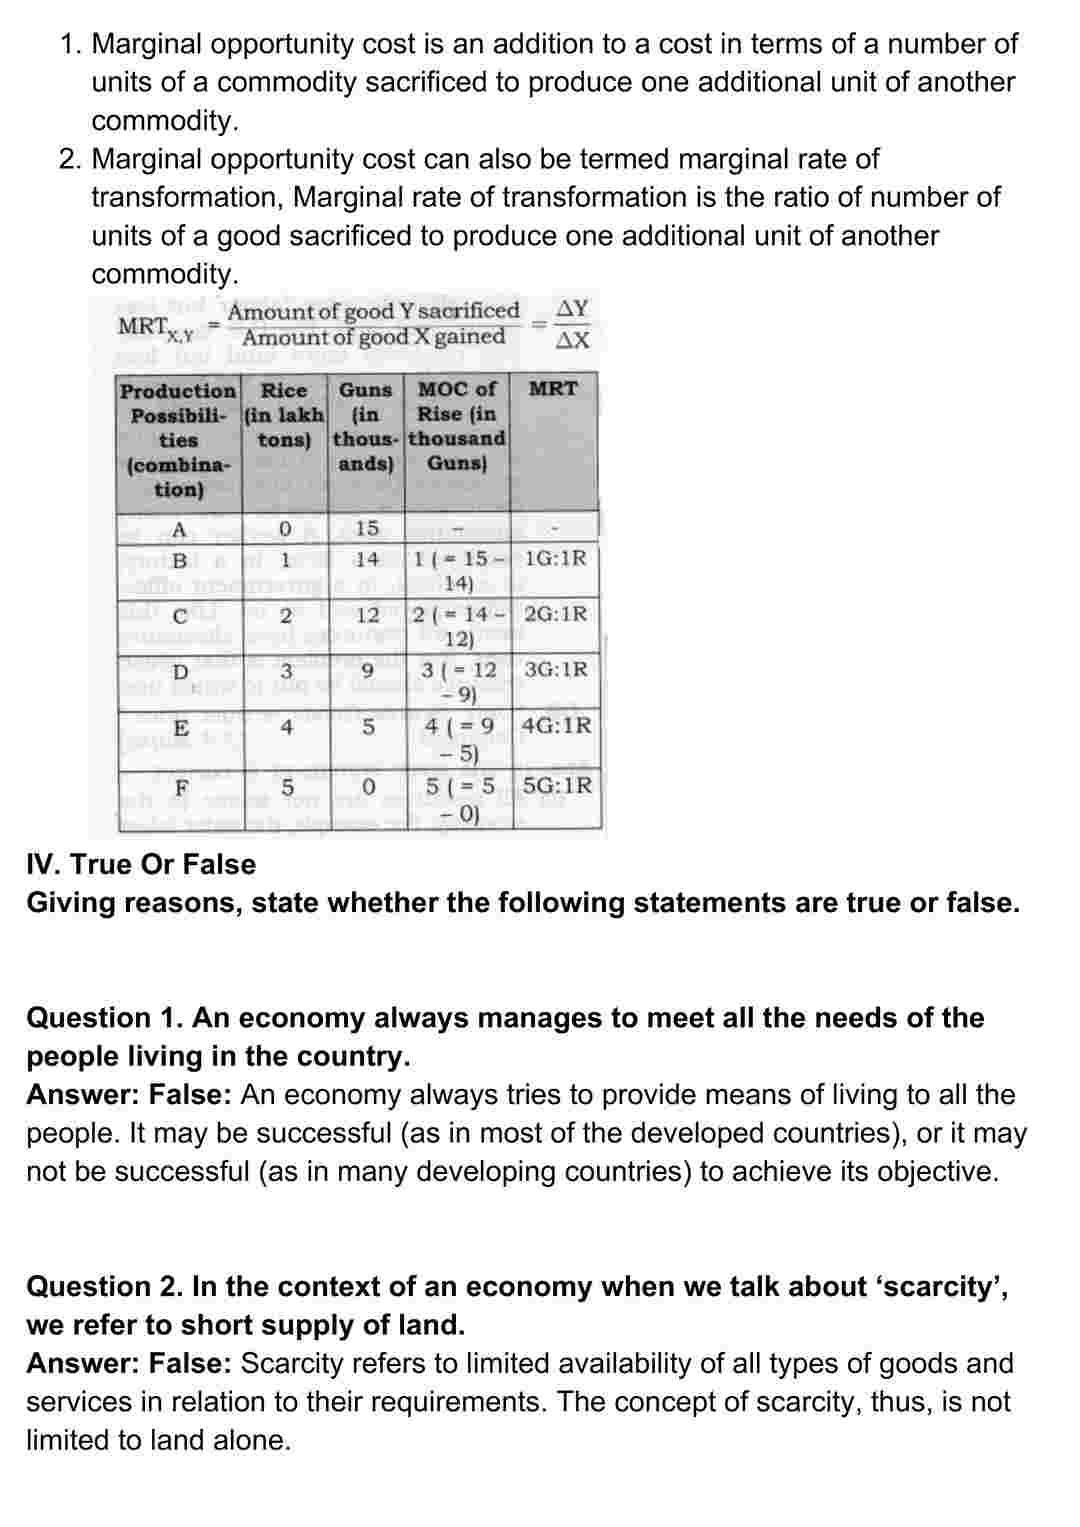 1. Marginal opportunity cost is an addition to a cost in terms of a number of
units of a commodity sacrificed to produce one additional unit of another
commodity.
2. Marginal opportunity cost can also be termed marginal rate of
transformation, Marginal rate of transformation is the ratio of number of
units of a good sacrificed to produce one additional unit of another
commodity.
MRT X,Y = Amount of good Y sacrificed / Amount of good X gained = ΔY / ΔX
Production Rice Guns MOC of MRT
Possibili- (in lakh (in Rise (in
ties tons) thous- thousand
(combina- ands) Guns)
tion)
A 0 15 - -
B 1 14 1 (= 15 - 1G:1R
14)
C 2 12 2 (= 14 - 2G:1R
12)
D 3 9 3 (= 12 3G:1R
- 9)
E 4 5 4 (= 9 4G:1R
- 5)
F 5 0 5 (= 5 5G:1R
- 0)
IV. True Or False
Giving reasons, state whether the following statements are true or false.
Question 1. An economy always manages to meet all the needs of the
people living in the country.
Answer: False: An economy always tries to provide means of living to all the
people. It may be successful (as in most of the developed countries), or it may
not be successful (as in many developing countries) to achieve its objective.
Question 2. In the context of an economy when we talk about ‘scarcity’,
we refer to short supply of land.
Answer: False: Scarcity refers to limited availability of all types of goods and
services in relation to their requirements. The concept of scarcity, thus, is not
limited to land alone.